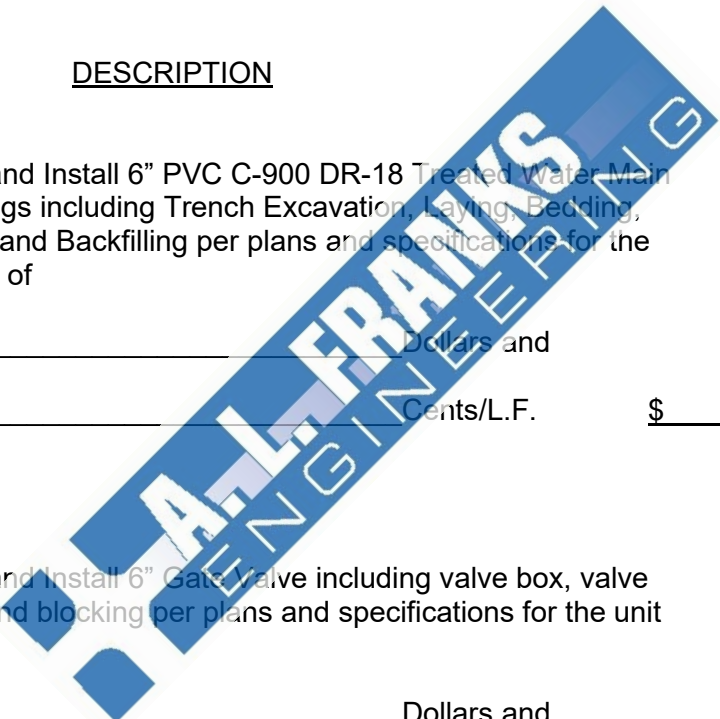 DESCRIPTION
and Install 6” PVC C-900 DR-18 Treated Water Main
gs including Trench Excavation, Laying, Bedding,
and Backfilling per plans and specifications for the
of
Dollars and
Cents/L.F. $
and Install 6” Gate Valve including valve box, valve
nd blocking per plans and specifications for the unit
Dollars and
A. L. FRANKS
ENGINEERING